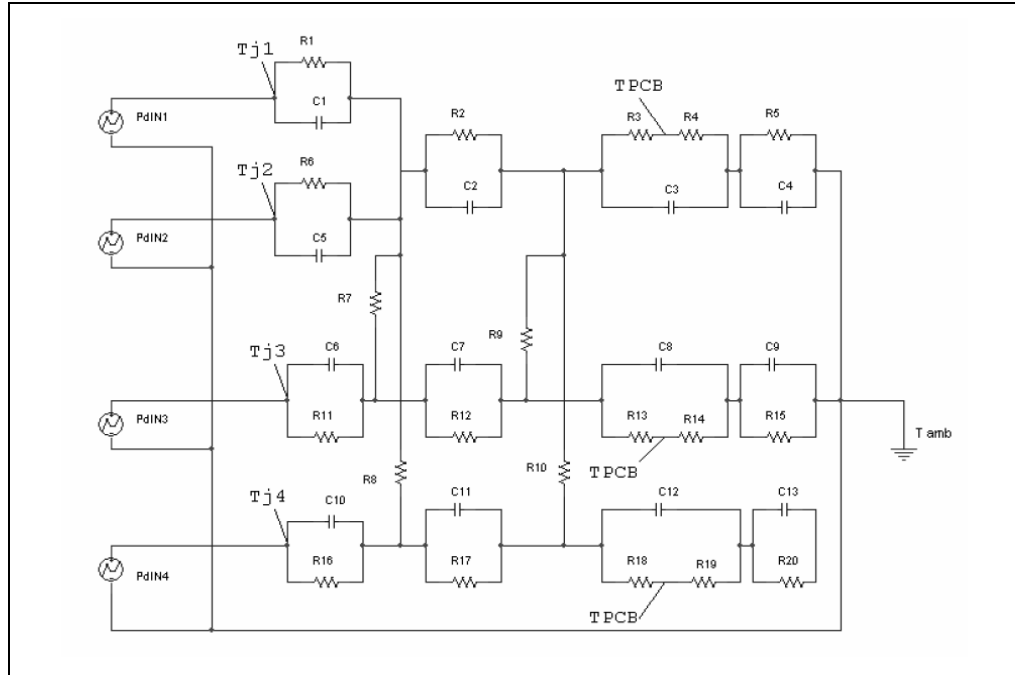 R1
Tj1
C1
PdIN1
TPCB
R2
R3
R4
R5
R6
Tj2
C2
C3
C4
C5
PdIN2
R7
R9
C6
C7
C8
C9
Tj3
R11
R12
R13
R14
R15
PdIN3
T amb
TPCB
R8
R10
C10
C11
C12
C13
Tj4
R16
R17
R18
R19
R20
PdIN4
TPCB